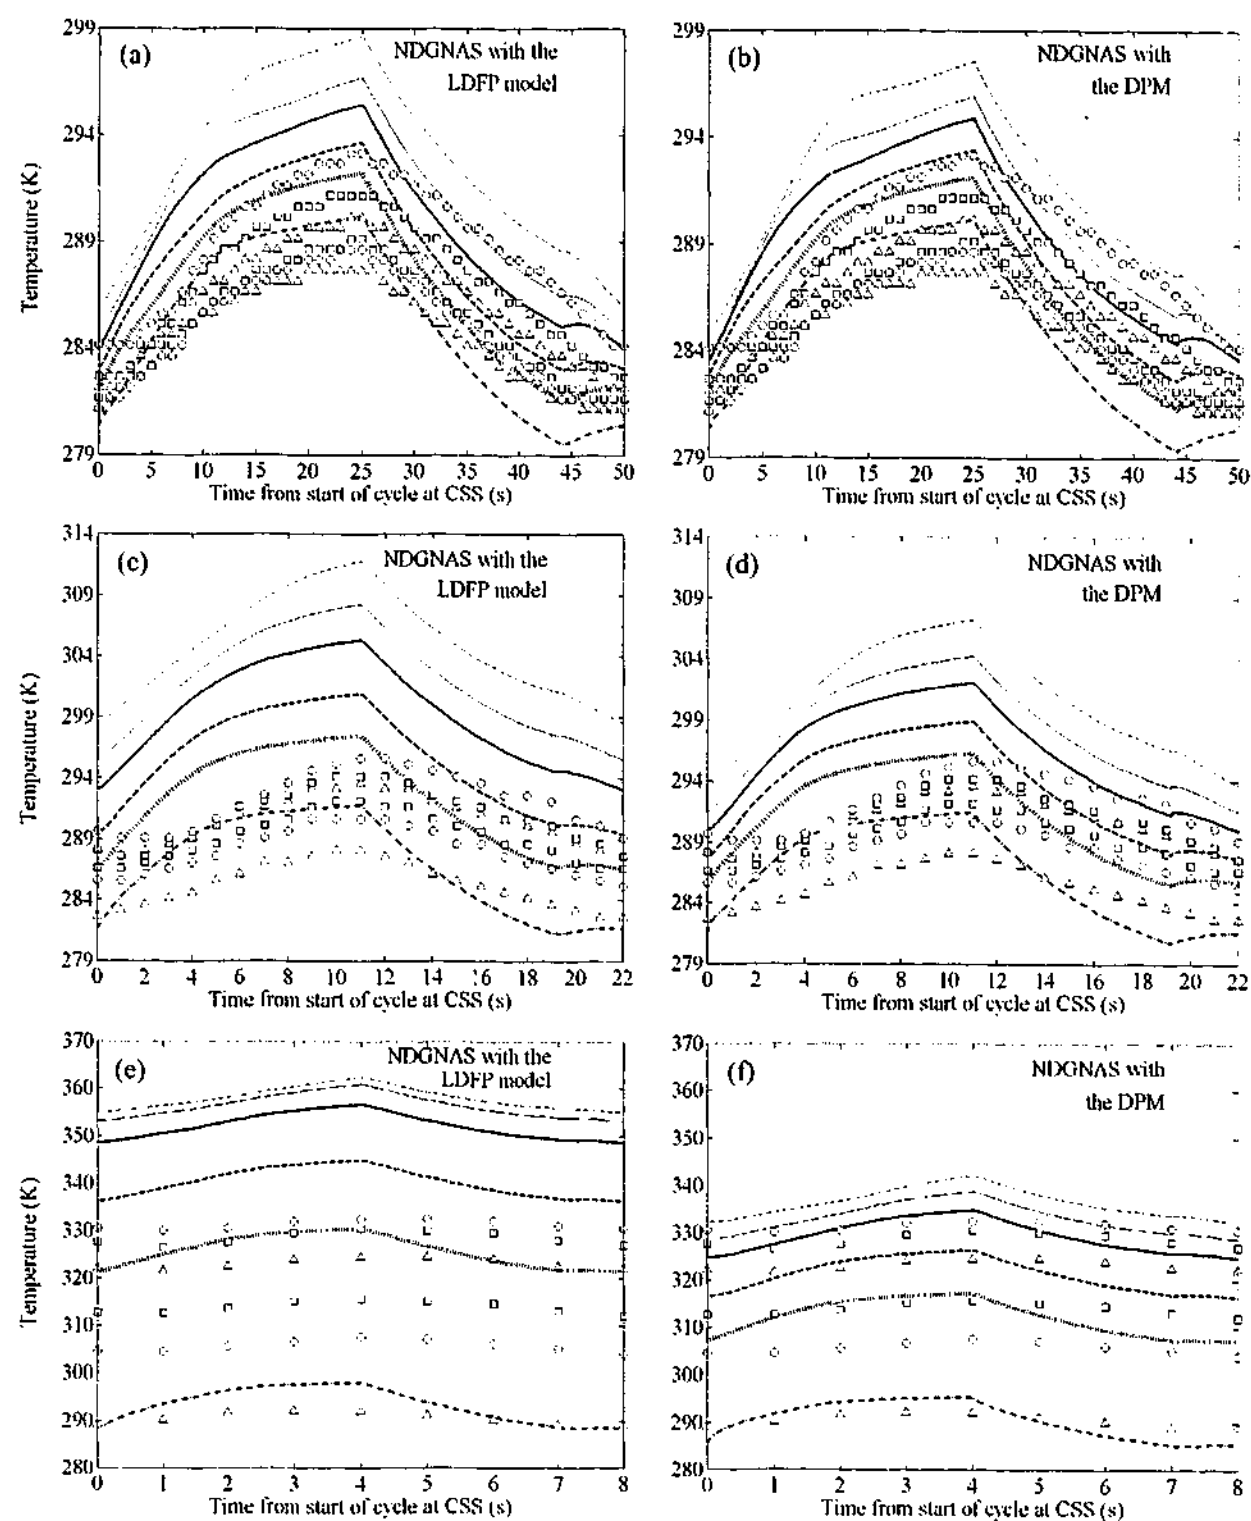 299
294
289
284
279
Temperature (K)
(a)
NDGNAS with the
LDFP model
0 5 10 15 20 25 30 35 40 45 50
Time from start of cycle at CSS (s)
299
294
289
284
279
(b)
NDGNAS with
the DPM
0 5 10 15 20 25 30 35 40 45 50
Time from start of cycle at CSS (s)
314
309
304
299
294
289
284
279
Temperature (K)
(c)
NDGNAS with the
LDFP model
0 2 4 6 8 10 12 14 16 18 20 22
Time from start of cycle at CSS (s)
314
309
304
299
294
289
284
279
(d)
NDGNAS with
the DPM
0 2 4 6 8 10 12 14 16 18 20 22
Time from start of cycle at CSS (s)
370
360
350
340
330
320
310
300
290
280
Temperature (K)
(e)
NDGNAS with the
LDFP model
0 1 2 3 4 5 6 7 8
Time from start of cycle at CSS (s)
370
360
350
340
330
320
310
300
290
280
(f)
NDGNAS with
the DPM
0 1 2 3 4 5 6 7 8
Time from start of cycle at CSS (s)